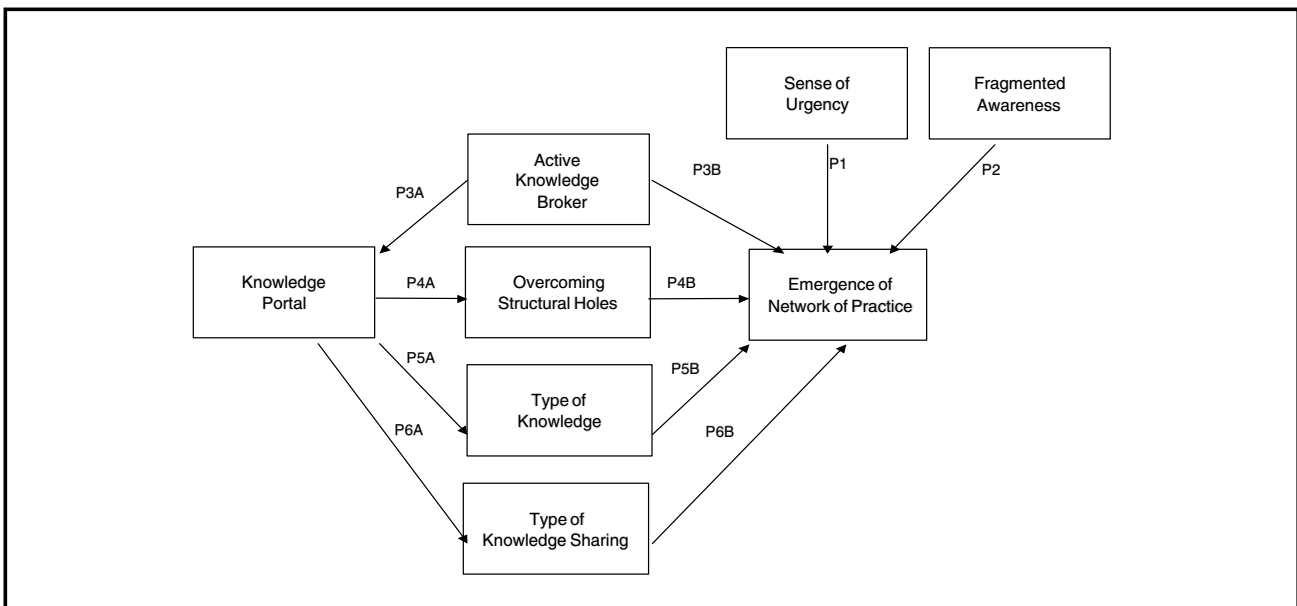 Sense of
Urgency
Fragmented
Awareness
Active
Knowledge
Broker
P3B
P1
P2
P3A
Knowledge
Portal
P4A
Overcoming
Structural Holes
P4B
Emergence of
Network of Practice
P5A
Type of
Knowledge
P5B
P6A
P6B
Type of
Knowledge Sharing